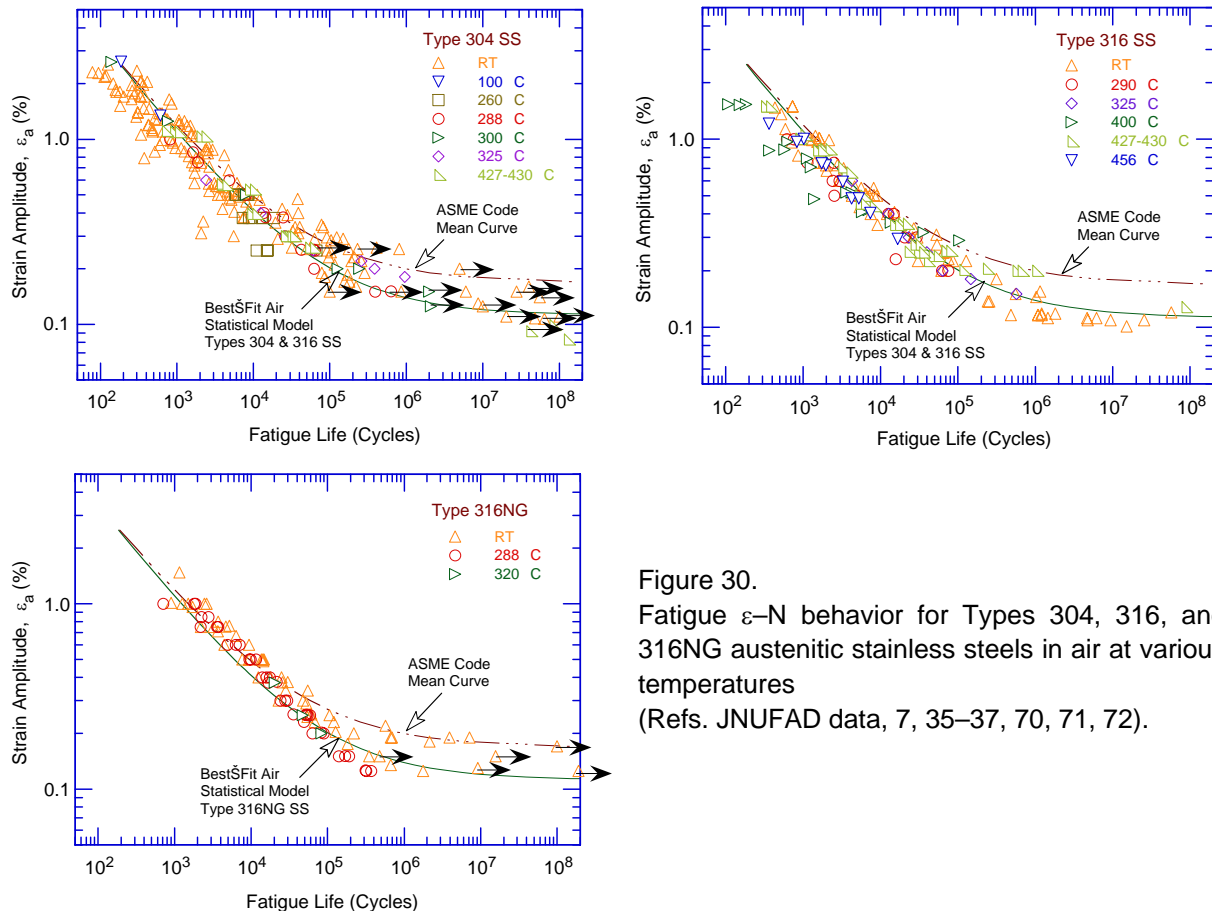 Type 304 SS
RT
100 C
260 C
288 C
300 C
325 C
427-430 C
ASME Code
Mean Curve
BestŠFit Air
Statistical Model
Types 304 & 316 SS
1.0
0.1
Strain Amplitude, εa (%)
10² 10³ 10⁴ 10⁵ 10⁶ 10⁷ 10⁸
Fatigue Life (Cycles)
Type 316 SS
RT
290 C
325 C
400 C
427-430 C
456 C
ASME Code
Mean Curve
BestŠFit Air
Statistical Model
Types 304 & 316 SS
1.0
0.1
Strain Amplitude, εa (%)
10² 10³ 10⁴ 10⁵ 10⁶ 10⁷ 10⁸
Fatigue Life (Cycles)
Type 316NG
RT
288 C
320 C
ASME Code
Mean Curve
BestŠFit Air
Statistical Model
Type 316NG SS
1.0
0.1
Strain Amplitude, εa (%)
10² 10³ 10⁴ 10⁵ 10⁶ 10⁷ 10⁸
Fatigue Life (Cycles)
Figure 30.
Fatigue ε–N behavior for Types 304, 316, an
316NG austenitic stainless steels in air at variou
temperatures
(Refs. JNUFAD data, 7, 35–37, 70, 71, 72).